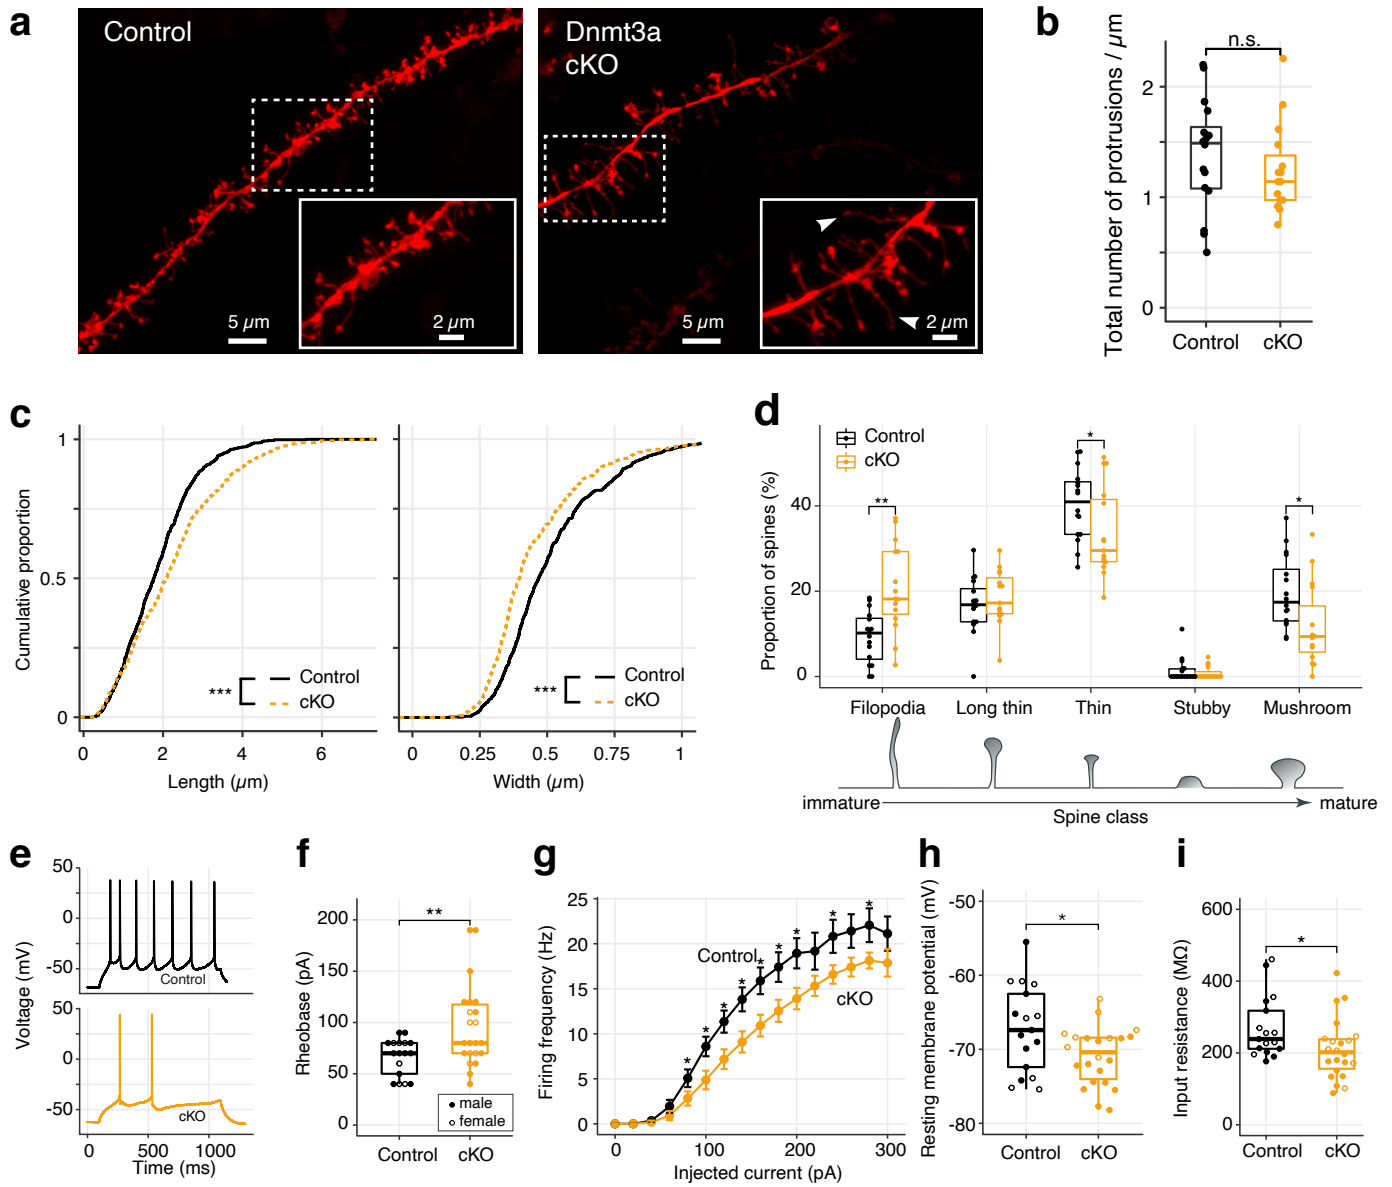 a
Control
5 µm
2 µm
Dnmt3a
cKO
5 µm
2 µm
b
Total number of protrusions / µm
n.s.
2
1
0
Control
cKO
c
Cumulative proportion
1
0.5
0
Control
cKO
***
0
2
4
6
Length (µm)
Control
cKO
***
0
0.25
0.5
0.75
1
Width (µm)
d
Proportion of spines (%)
Control
cKO
40
20
0
**
*
*
Filopodia
Long thin
Thin
Stubby
Mushroom
immature
mature
Spine class
e
Voltage (mV)
50
0
-50
Control
50
0
-50
cKO
0
500
1000
Time (ms)
f
Rheobase (pA)
200
150
100
50
0
**
male
female
Control
cKO
g
Firing frequency (Hz)
25
20
15
10
5
0
Control
cKO
* * * * * * * * *
0
100
200
300
Injected current (pA)
h
Resting membrane potential (mV)
-50
-60
-70
-80
*
Control
cKO
i
Input resistance (MΩ)
600
400
200
0
*
Control
cKO